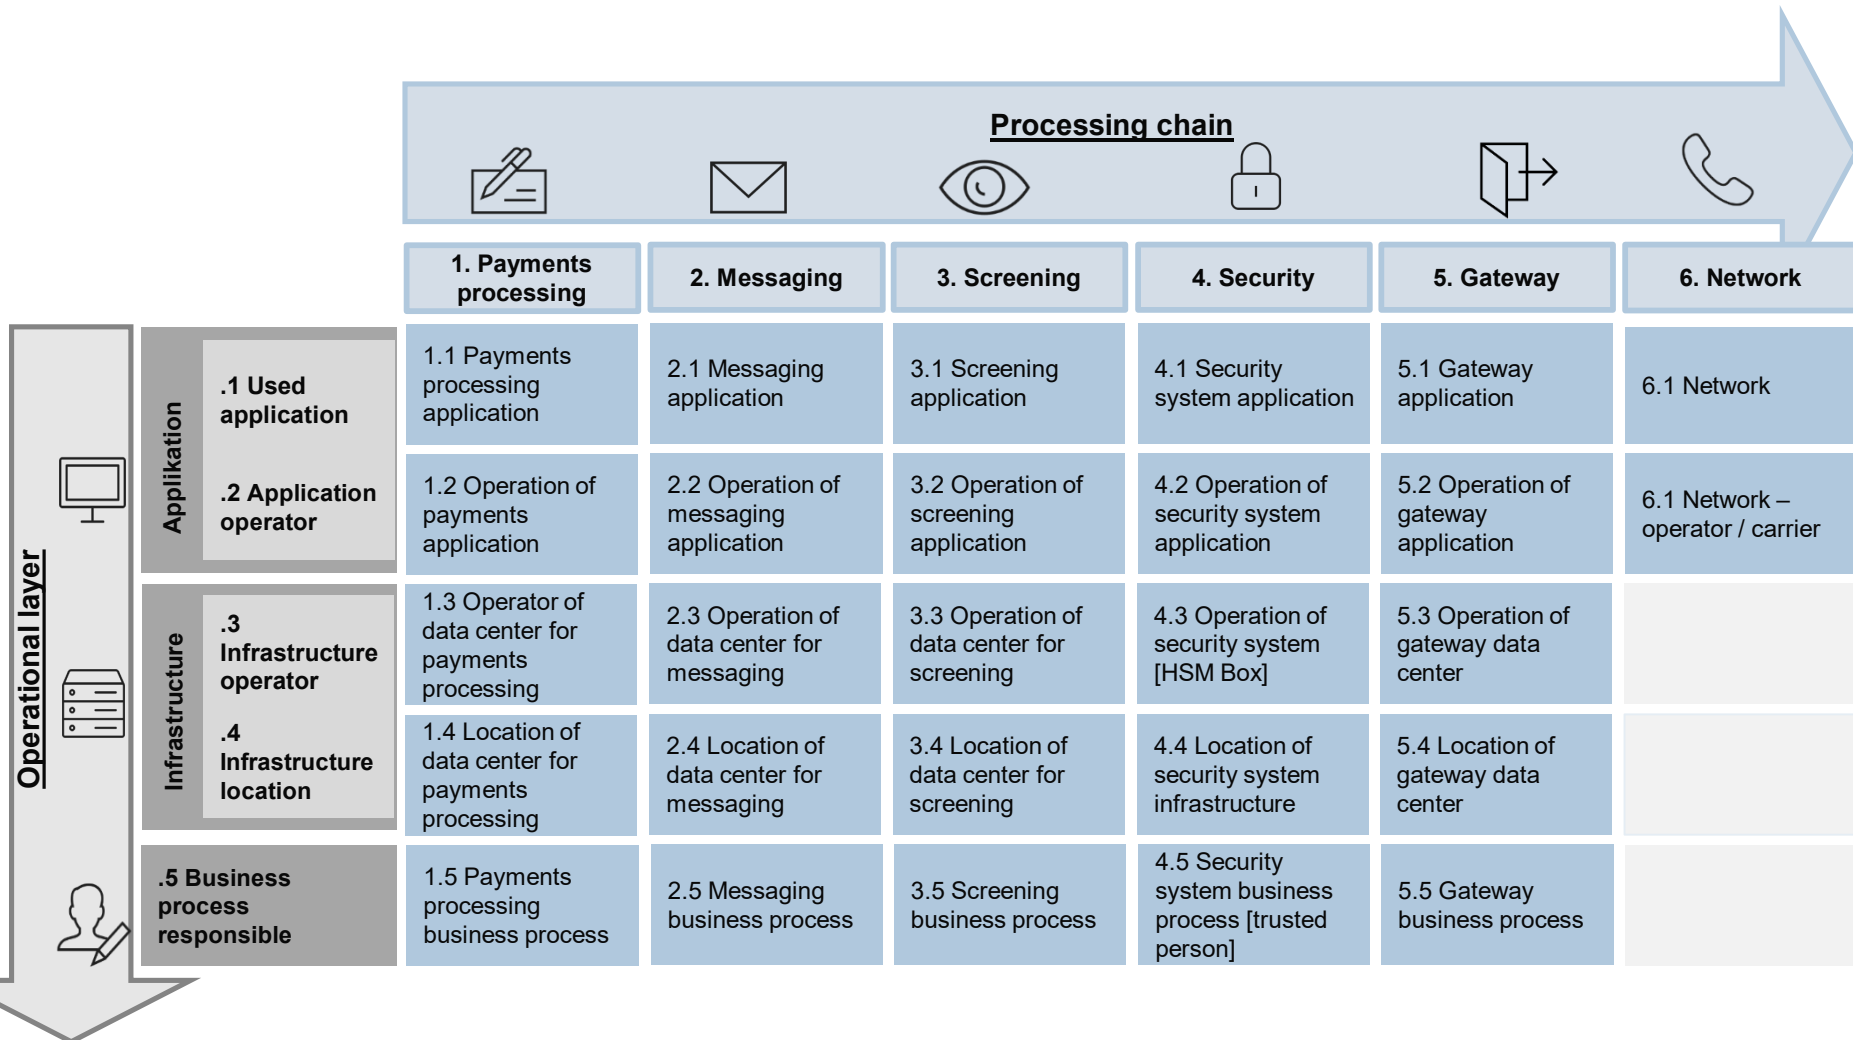 Processing chain
1. Payments
processing
2. Messaging
3. Screening
4. Security
5. Gateway
6. Network
Operational layer
Applikation
.1 Used
application
1.1 Payments
processing
application
2.1 Messaging
application
3.1 Screening
application
4.1 Security
system application
5.1 Gateway
application
6.1 Network
.2 Application
operator
1.2 Operation of
payments
application
2.2 Operation of
messaging
application
3.2 Operation of
screening
application
4.2 Operation of
security system
application
5.2 Operation of
gateway
application
6.1 Network –
operator / carrier
Infrastructure
.3
Infrastructure
operator
1.3 Operator of
data center for
payments
processing
2.3 Operation of
data center for
messaging
3.3 Operation of
data center for
screening
4.3 Operation of
security system
[HSM Box]
5.3 Operation of
gateway data
center
.4
Infrastructure
location
1.4 Location of
data center for
payments
processing
2.4 Location of
data center for
messaging
3.4 Location of
data center for
screening
4.4 Location of
security system
infrastructure
5.4 Location of
gateway data
center
.5 Business
process
responsible
1.5 Payments
processing
business process
2.5 Messaging
business process
3.5 Screening
business process
4.5 Security
system business
process [trusted
person]
5.5 Gateway
business process